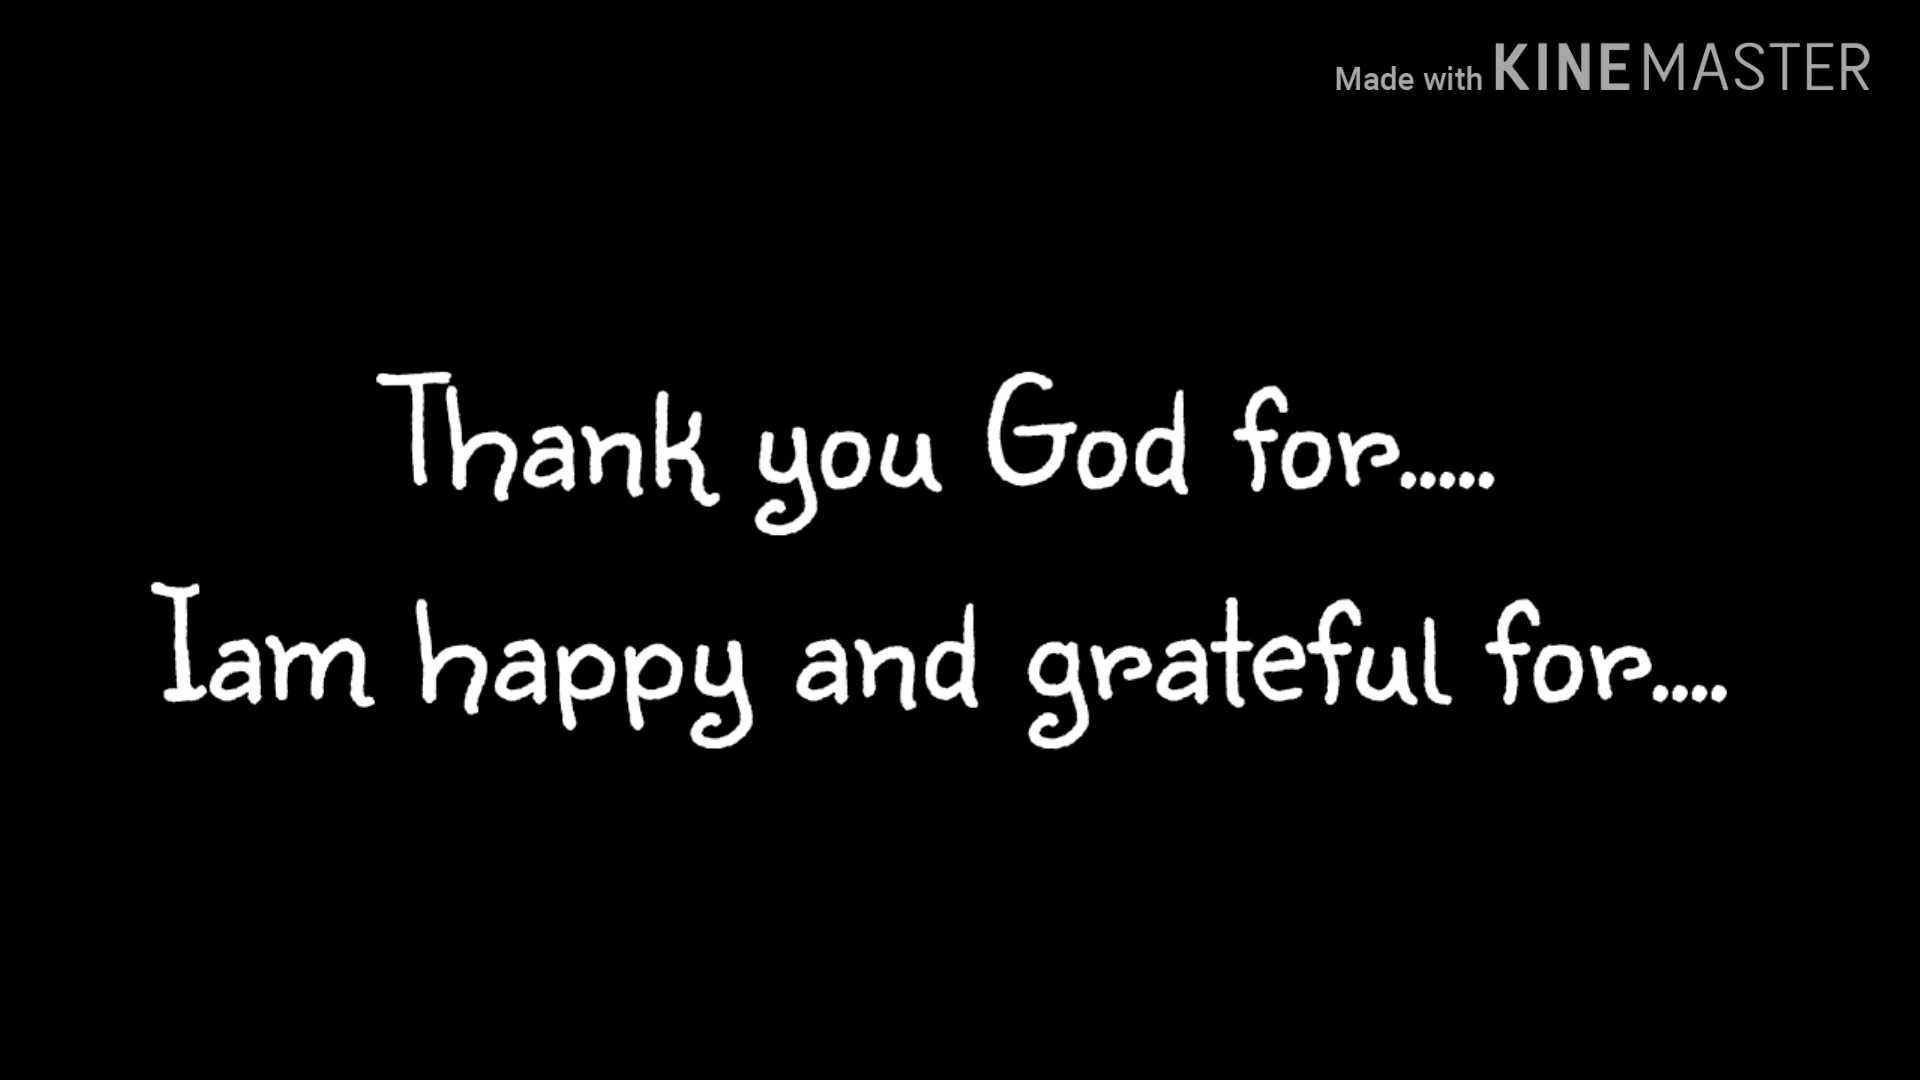 Made with KINEMASTER
Thank you God for.....
Iam happy and grateful for....